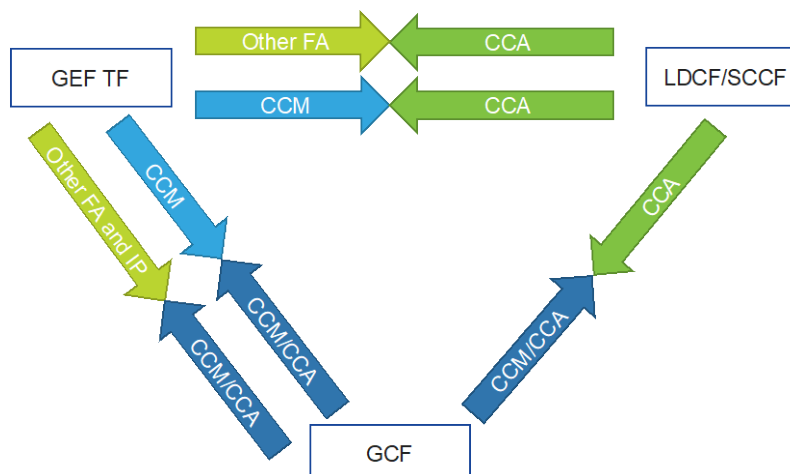 Other FA
CCA
GEF TF
LDCF/SCCF
CCM
CCA
Other FA and IP
CCM
CCA
CCM/CCA
CCM/CCA
CCM/CCA
GCF